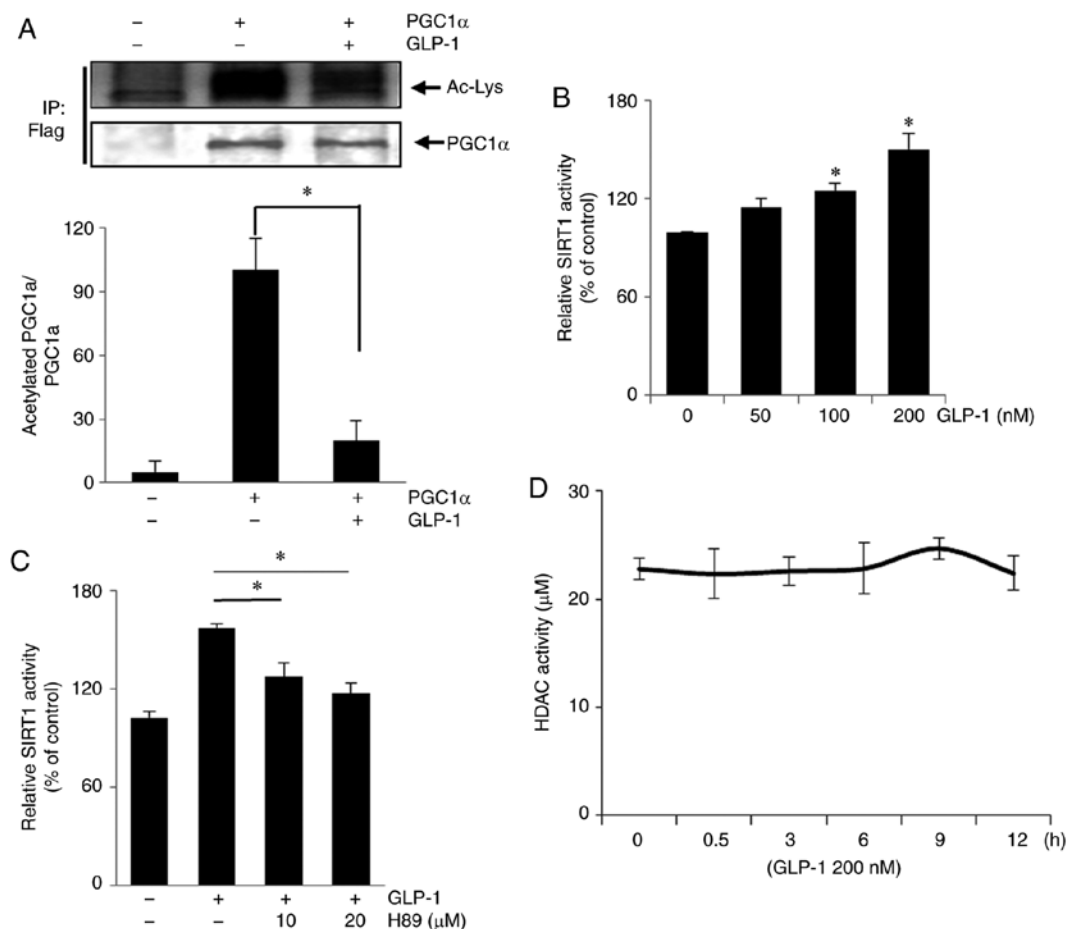 A
– + + PGC1α
– – + GLP-1
IP:
Flag
Ac-Lys
PGC1α
*
Acetylated PGC1a/
PGC1a
120
90
60
30
0
– + + PGC1α
– – + GLP-1
B
Relative SIRT1 activity
(% of control)
180
120
60
0
* *
0 50 100 200 GLP-1 (nM)
C
Relative SIRT1 activity
(% of control)
180
120
60
0
*
*
– + + + GLP-1
– – 10 20 H89 (µM)
D
HDAC activity (µM)
30
20
10
0
0 0.5 3 6 9 12 (h)
(GLP-1 200 nM)